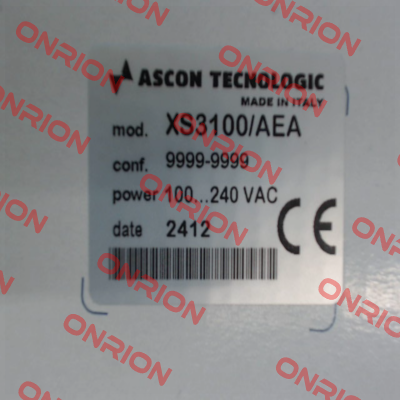 ASCON TECNOLOGIC
MADE IN ITALY
mod. XS3100/AEA
conf. 9999-9999
power 100...240 VAC
date 2412
CE
ONRION
ONRION
ONRION
ONRION
ONRION
ONRION
ONRION
ONRION
ONRION
ONRION
ONRION